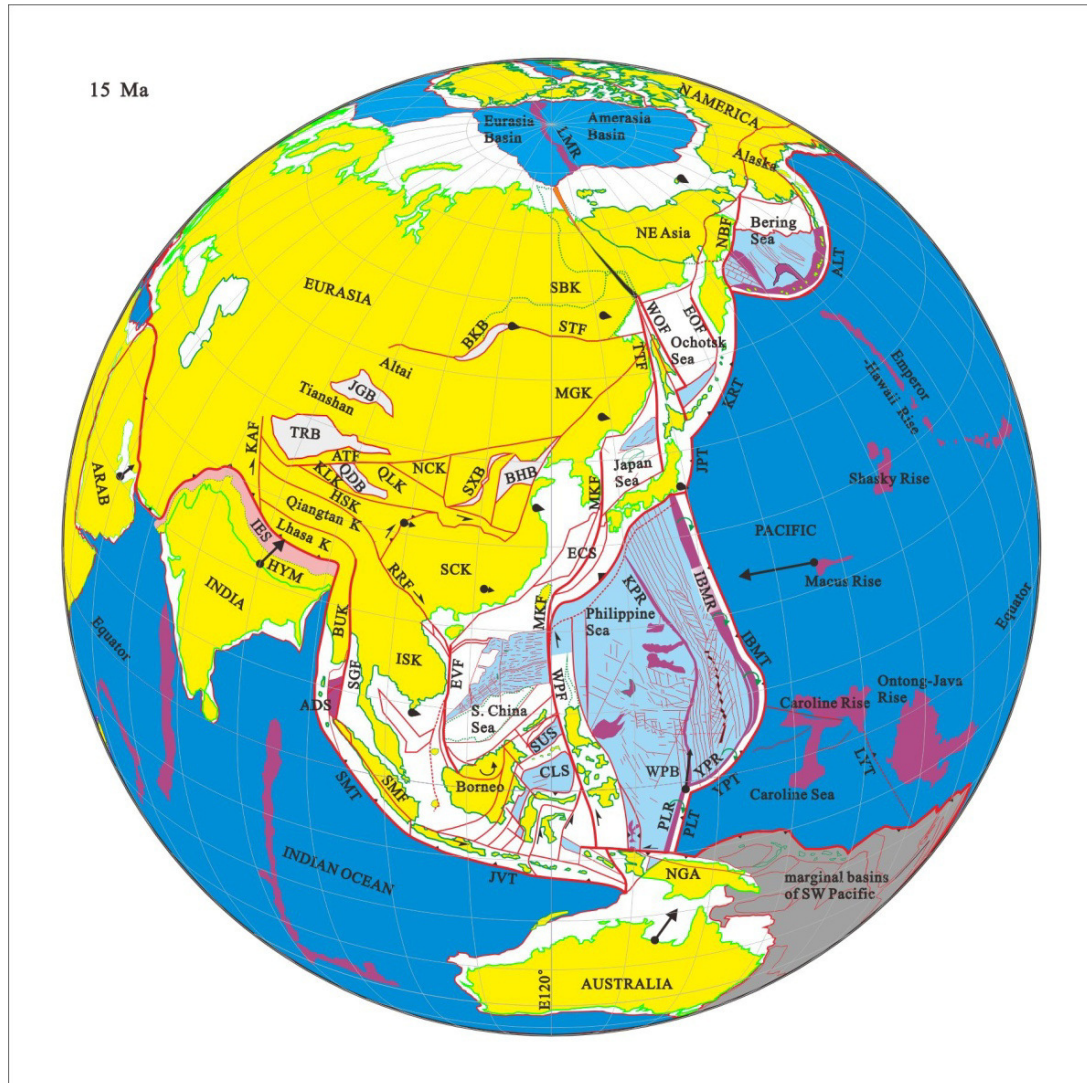 15 Ma
N AMERICA
Eurasia
Basin
Amerasia
Basin
LMR
Alaska
NE Asia
NBF
Bering
Sea
ALT
EURASIA
SBK
BKB
STF
WOF
EOF
Ochotsk
Sea
TTF
KRT
Emperor
-Hawaii Rise
Altai
Tianshan
JGB
MGK
TRB
KAF
ATF
KLK
QDB
QLK
NCK
SXB
BHB
HSK
Qiangtan K
Lhasa K
IES
HYM
ARAB
INDIA
MKF
Japan
Sea
JPT
Shasky Rise
PACIFIC
Macus Rise
ECS
SCK
RRF
KPR
IBMR
IBMT
Philippine
Sea
MKF
Equator
Equator
BUK
SGF
ISK
EVF
WPF
ADS
S. China
Sea
SUS
CLS
WPB
YPR
YPT
PLR
PLT
Caroline Rise
Ontong-Java
Rise
LYT
Caroline Sea
SMT
SMF
Borneo
INDIAN OCEAN
JVT
NGA
marginal basins
of SW Pacific
AUSTRALIA
E120°